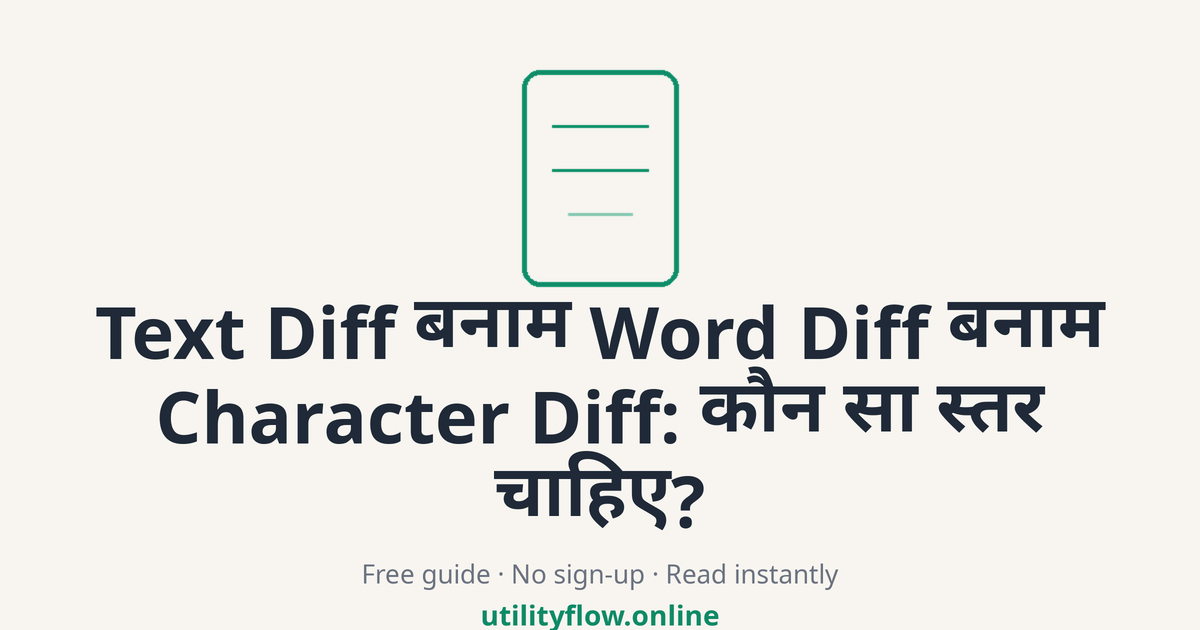 Text Diff बनाम Word Diff बनाम
Character Diff: कौन सा स्तर
चाहिए?
Free guide · No sign-up · Read instantly
utilityflow.online